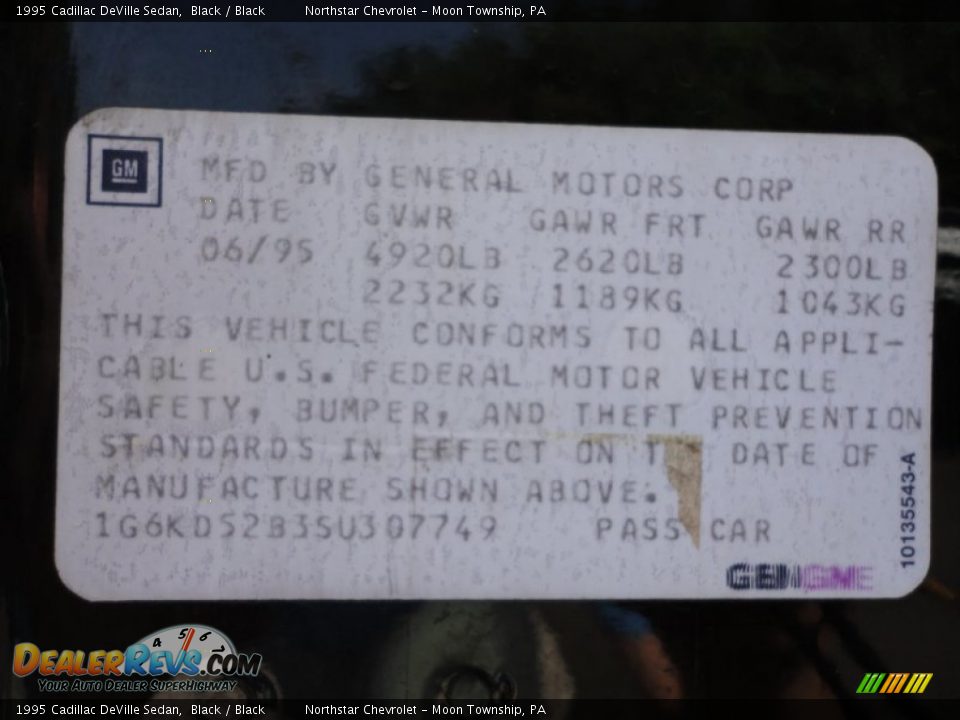 1995 Cadillac DeVille Sedan, Black / Black Northstar Chevrolet - Moon Township, PA
GM
MFD BY GENERAL MOTORS CORP
DATE GVWR GAWR FRT GAWR RR
06/95 4920LB 2620LB 2300LB
2232KG 1189KG 1043KG
THIS VEHICLE CONFORMS TO ALL APPLI-
CABLE U.S. FEDERAL MOTOR VEHICLE
SAFETY, BUMPER, AND THEFT PREVENTION
STANDARDS IN EFFECT ON DATE OF
MANUFACTURE SHOWN ABOVE.
1G6KD52B3SU307749 PASS CAR
10135543-A
4 5 6
DEALERREVS.COM
YOUR AUTO DEALER SUPERHIGHWAY
1995 Cadillac DeVille Sedan, Black / Black Northstar Chevrolet - Moon Township, PA